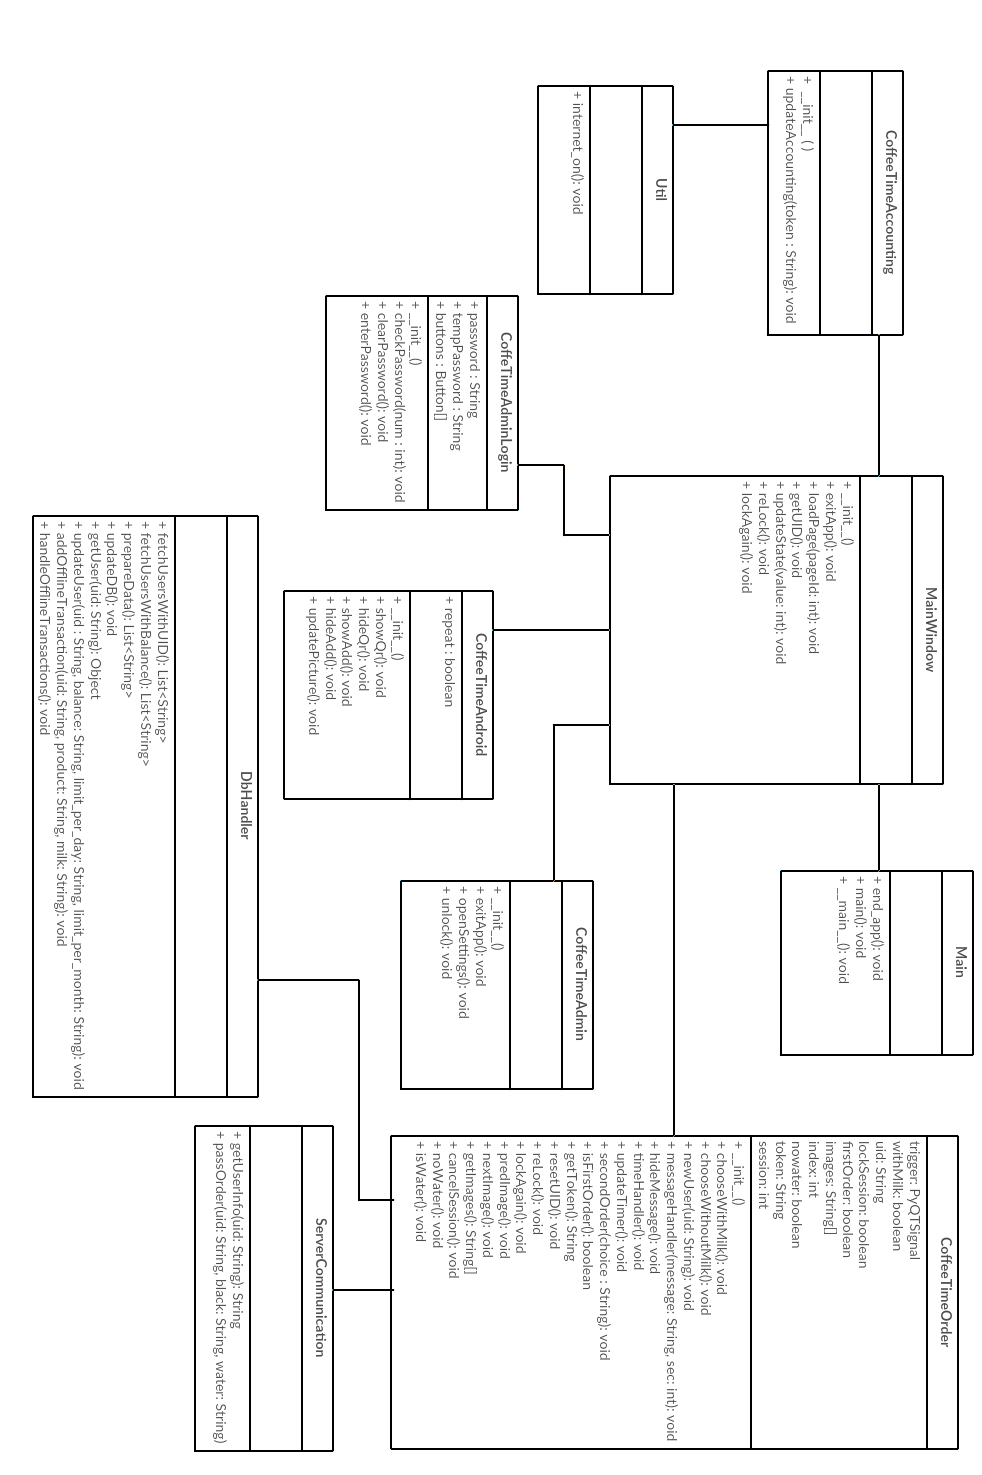 CoffeeTimeAccounting
+ __init__ ( )
+ updateAccounting(token : String): void
Util
+ internet_on(): void
CoffeTimeAdminLogin
+ password : String
+ tempPassword : String
+ buttons : Button[]
+ __init__()
+ checkPassword(num : int): void
+ clearPassword(): void
+ enterPassword(): void
MainWindow
+ __init__()
+ exitApp(): void
+ loadPage(pageId: int): void
+ getUID(): void
+ updateState(value: int): void
+ reLock(): void
+ lockAgain(): void
CoffeeTimeAndroid
+ repeat : boolean
+ __init__()
+ showQr(): void
+ hideQr(): void
+ showAdd(): void
+ hideAdd(): void
+ updatePicture(): void
DbHandler
+ fetchUsersWithUID(): List<String>
+ fetchUsersWithBalance(): List<String>
+ prepareData(): List<String>
+ updateDB(): void
+ getUser(uid: String): Object
+ updateUser(uid : String, balance: String, limit_per_day: String, limit_per_month: String): void
+ addOfflineTransaction(uid: String, product: String, milk: String): void
+ handleOfflineTransactions(): void
Main
+ end_app(): void
+ main(): void
+ __main__(): void
CoffeeTimeAdmin
+ __init__()
+ exitApp(): void
+ openSettings(): void
+ unlock(): void
CoffeeTimeOrder
trigger: PyQTSignal
withMilk: boolean
uid: String
lockSession: boolean
firstOrder: boolean
images: String[]
index: int
nowater: boolean
token: String
session: int
+ __init__()
+ chooseWithMilk(): void
+ chooseWithoutMilk(): void
+ newUser(uid: String): void
+ messageHandler(message: String, sec: int): void
+ hideMessage(): void
+ timeHandler(): void
+ updateTimer(): void
+ secondOrder(choice : String): void
+ isFirstOrder(): boolean
+ getToken(): String
+ resetUID(): void
+ reLock(): void
+ lockAgain(): void
+ predImage(): void
+ nextImage(): void
+ getImages(): String[]
+ cancelSession(): void
+ noWater(): void
+ isWater(): void
ServerCommunication
+ getUserInfo(uid: String): String
+ passOrder(uid: String, black: String, water: String)